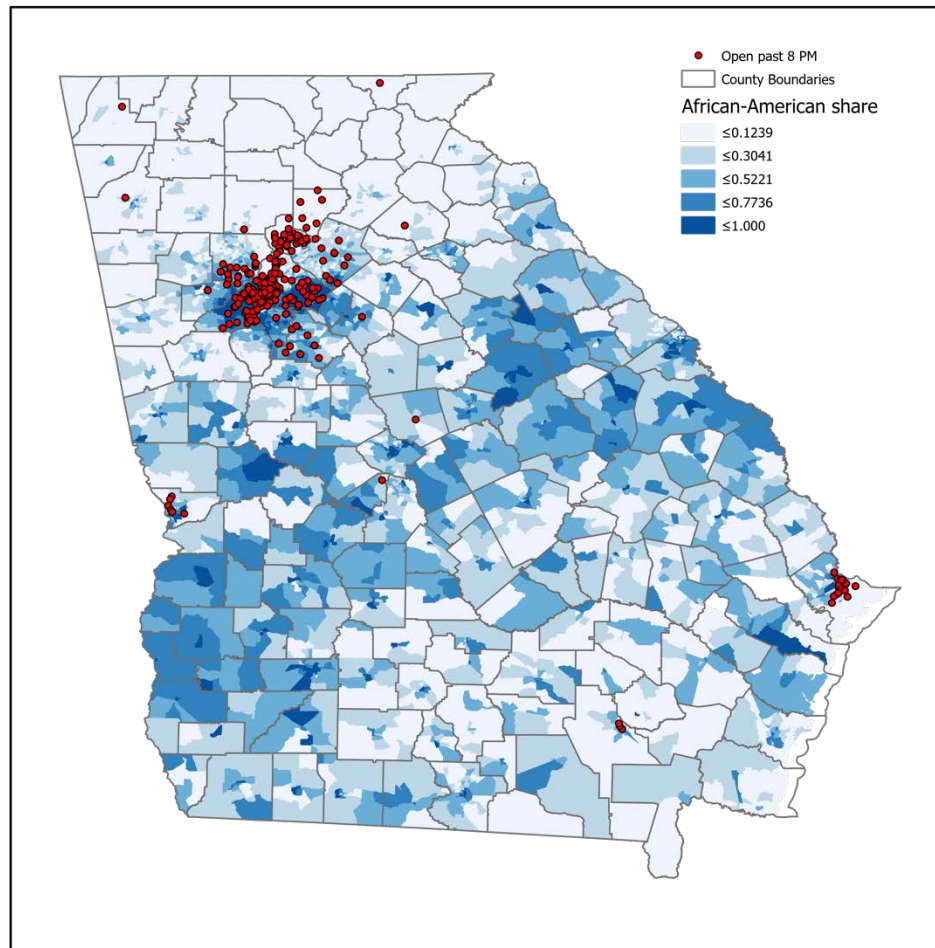 Open past 8 PM
County Boundaries
African-American share
≤0.1239
≤0.3041
≤0.5221
≤0.7736
≤1.000